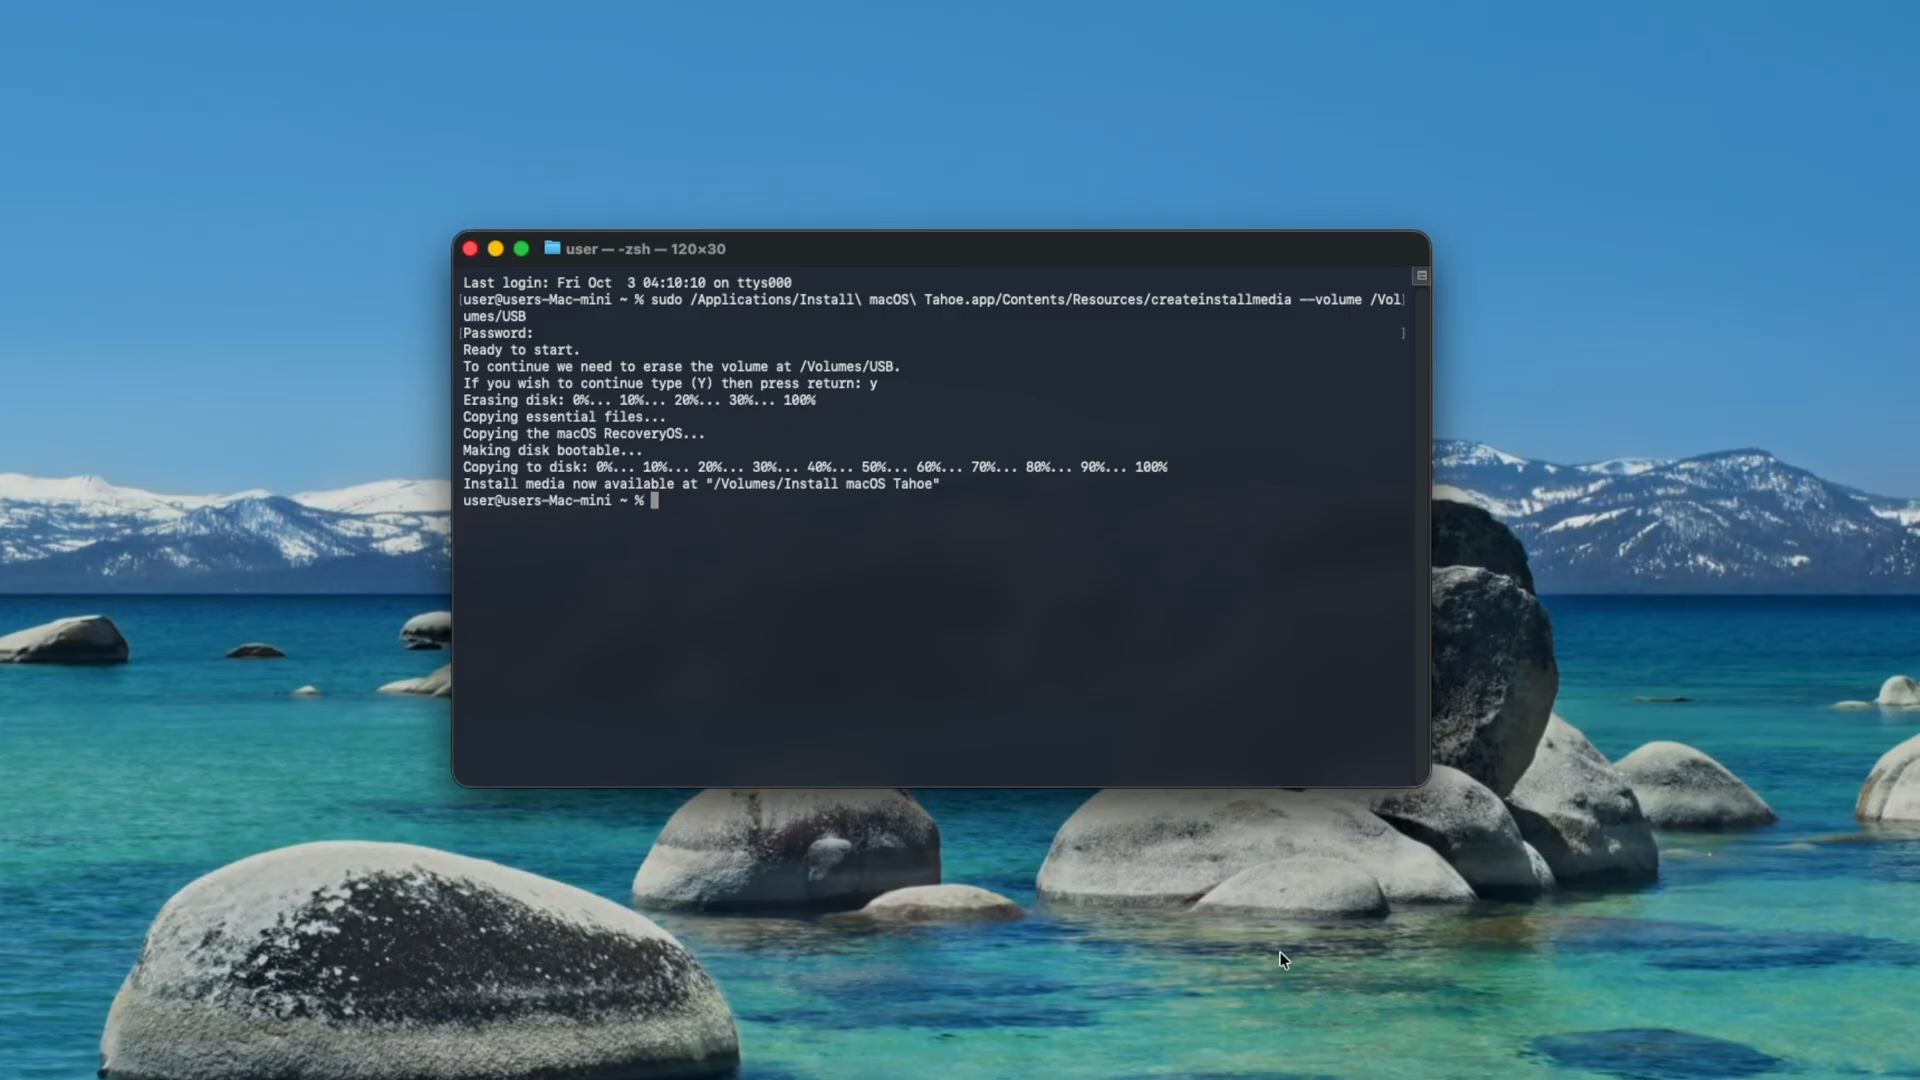 user — -zsh — 120×30
Last login: Fri Oct  3 04:10:10 on ttys000
[user@users-Mac-mini ~ % sudo /Applications/Install\ macOS\ Tahoe.app/Contents/Resources/createinstallmedia --volume /Vol]
umes/USB
[Password: ]
Ready to start.
To continue we need to erase the volume at /Volumes/USB.
If you wish to continue type (Y) then press return: y
Erasing disk: 0%... 10%... 20%... 30%... 100%
Copying essential files...
Copying the macOS RecoveryOS...
Making disk bootable...
Copying to disk: 0%... 10%... 20%... 30%... 40%... 50%... 60%... 70%... 80%... 90%... 100%
Install media now available at "/Volumes/Install macOS Tahoe"
user@users-Mac-mini ~ %